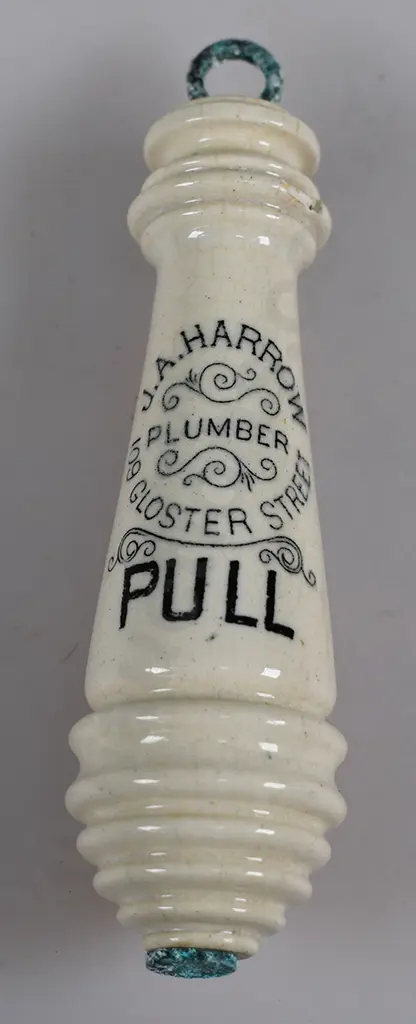 J.A.HARROW
PLUMBER
109 GLOSTER STREET
PULL